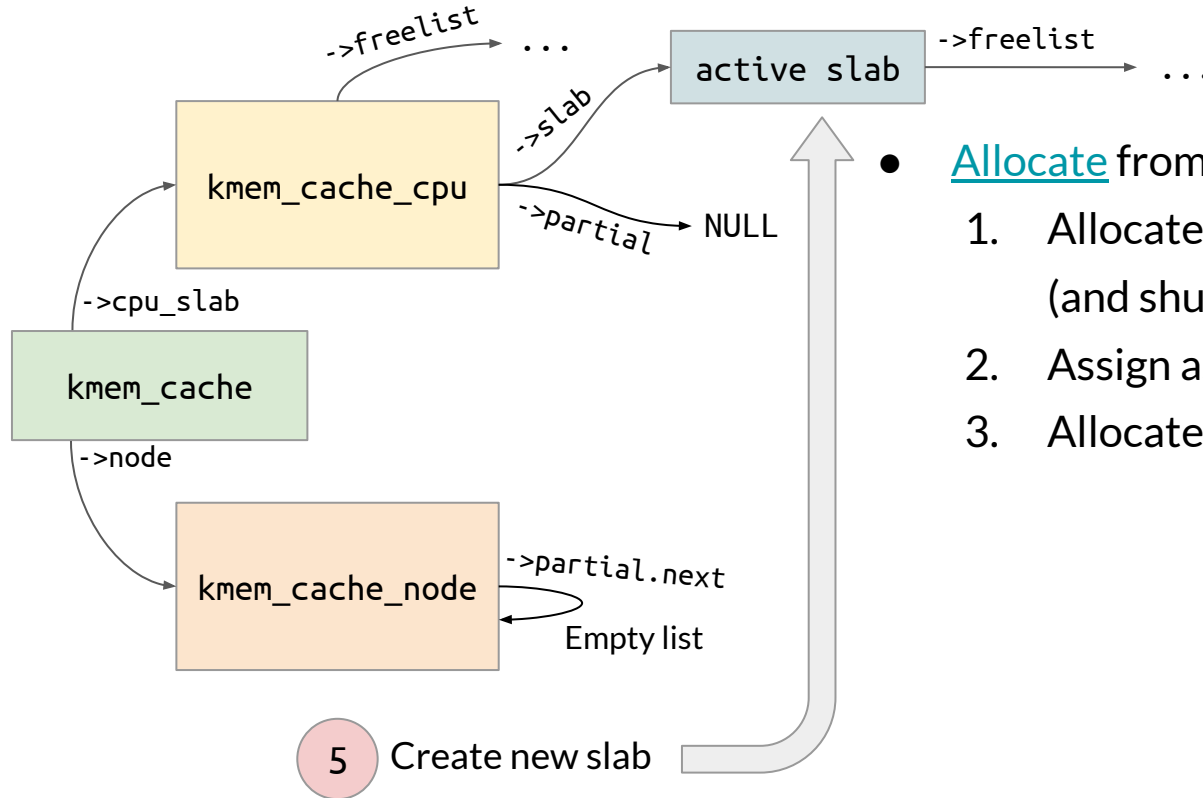 ->freelist
...
active slab
->freelist
...
->slab
kmem_cache_cpu
->partial
NULL
->cpu_slab
kmem_cache
->node
kmem_cache_node
->partial.next
Empty list
5 Create new slab
● Allocate from
1. Allocate
(and shu
2. Assign a
3. Allocate